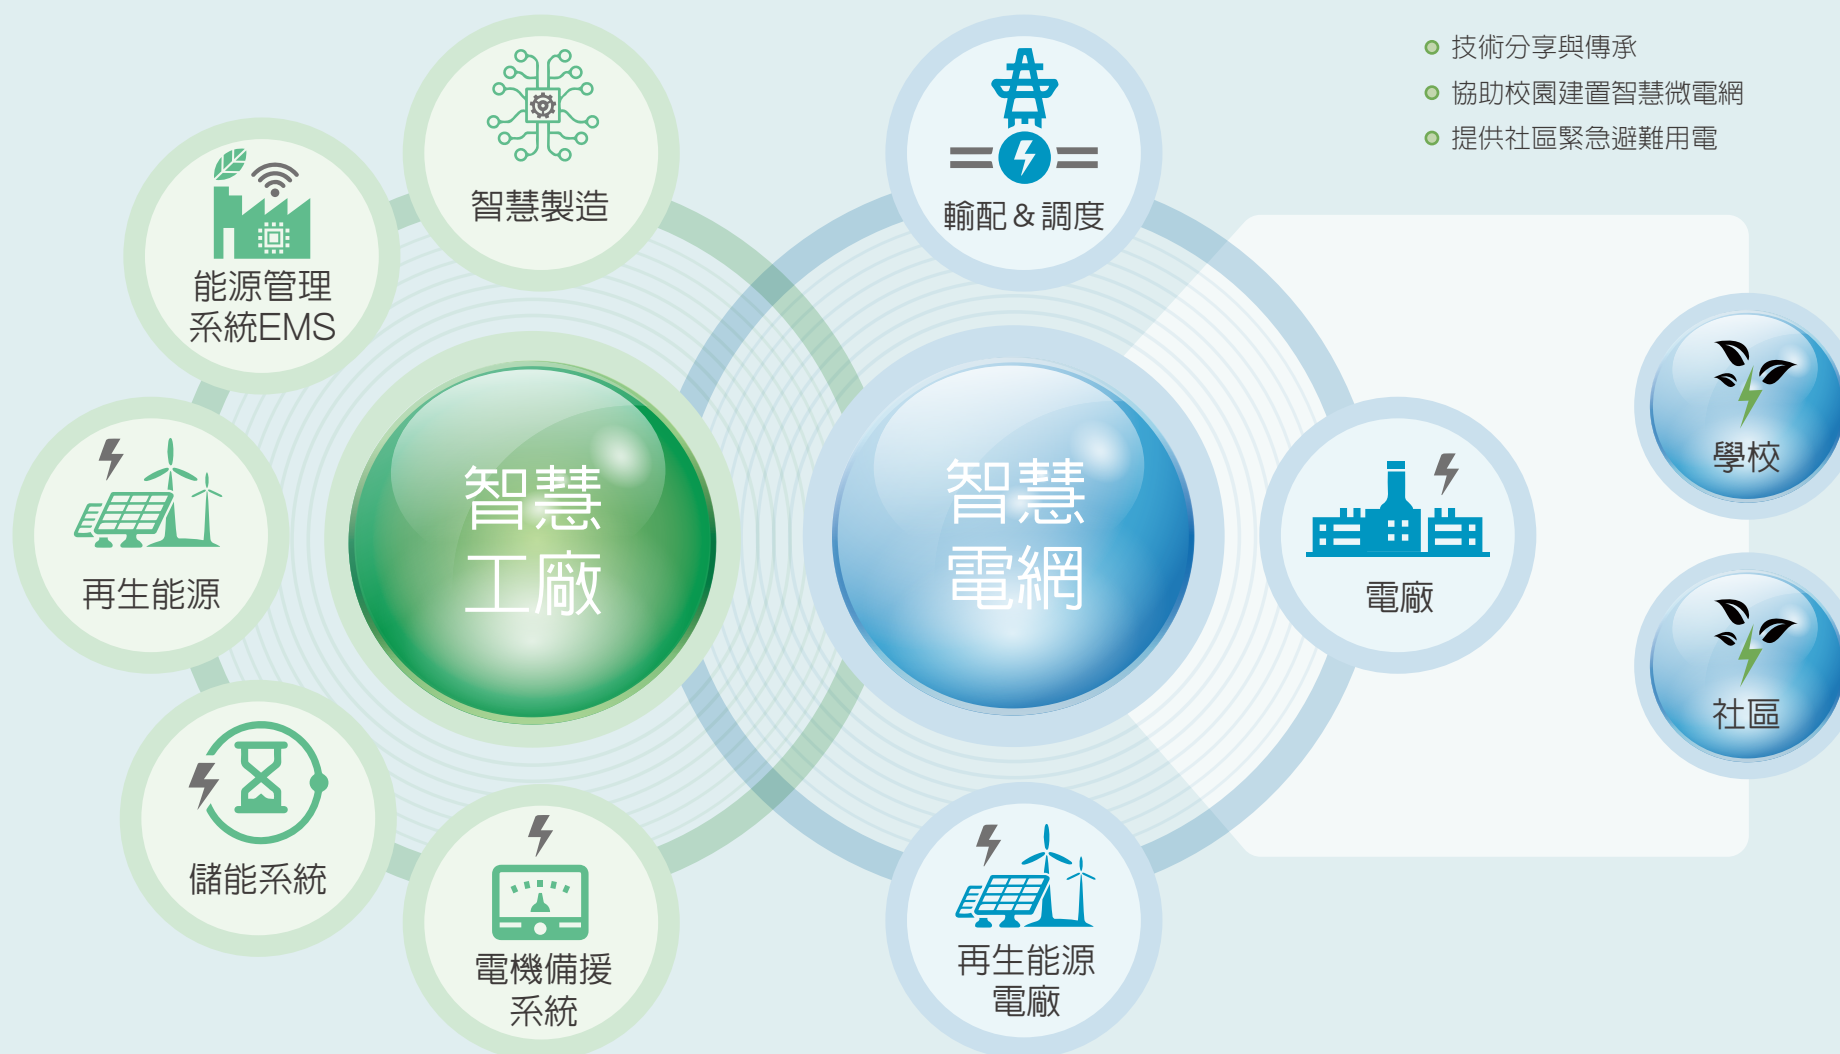 技術分享與傳承
協助校園建置智慧微電網
提供社區緊急避難用電
智慧製造
輸配＆調度
能源管理
系統EMS
智慧
工廠
智慧
電網
學校
再生能源
電廠
社區
儲能系統
電機備援
系統
再生能源
電廠